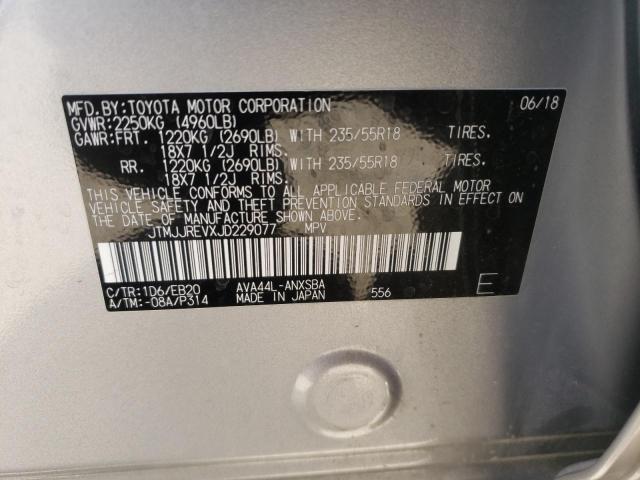 MFD.BY:TOYOTA MOTOR CORPORATION 06/18
GVWR:2250KG (4960LB)
GAWR:FRT. 1220KG (2690LB) WITH 235/55R18 TIRES.
18X7 1/2J RIMS.
RR. 1220KG (2690LB) WITH 235/55R18 TIRES.
18X7 1/2J RIMS.
THIS VEHICLE CONFORMS TO ALL APPLICABLE FEDERAL MOTOR
VEHICLE SAFETY AND THEFT PREVENTION STANDARDS IN EFFECT ON
THE DATE OF MANUFACTURE SHOWN ABOVE.
JTMJJREVXJD229077 MPV
C/TR:1D6/EB20 AVA44L-ANXSBA
A/TM:-08A/P314 MADE IN JAPAN 556 E